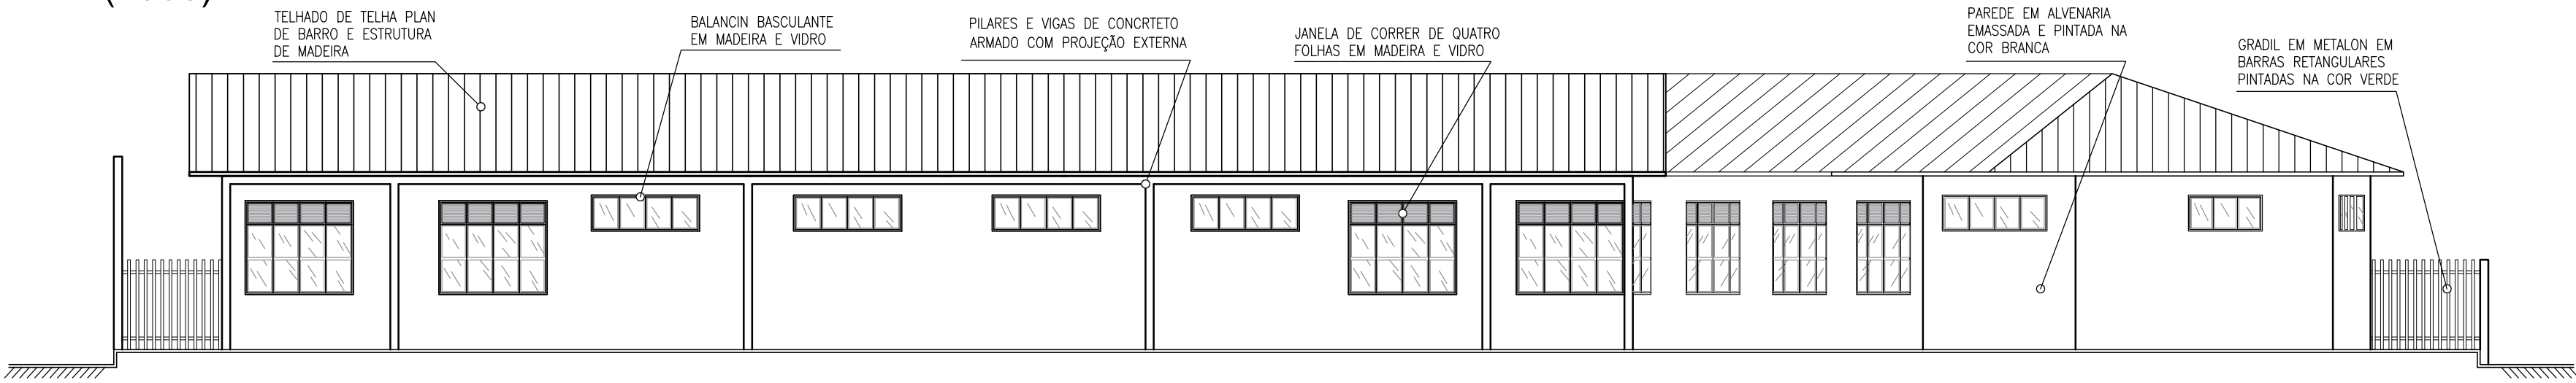 TELHADO DE TELHA PLAN
DE BARRO E ESTRUTURA
DE MADEIRA
BALANCIN BASCULANTE
EM MADEIRA E VIDRO
PILARES E VIGAS DE CONCRTETO
ARMADO COM PROJEÇÃO EXTERNA
JANELA DE CORRER DE QUATRO
FOLHAS EM MADEIRA E VIDRO
PAREDE EM ALVENARIA
EMASSADA E PINTADA NA
COR BRANCA
GRADIL EM METALON EM
BARRAS RETANGULARES
PINTADAS NA COR VERDE